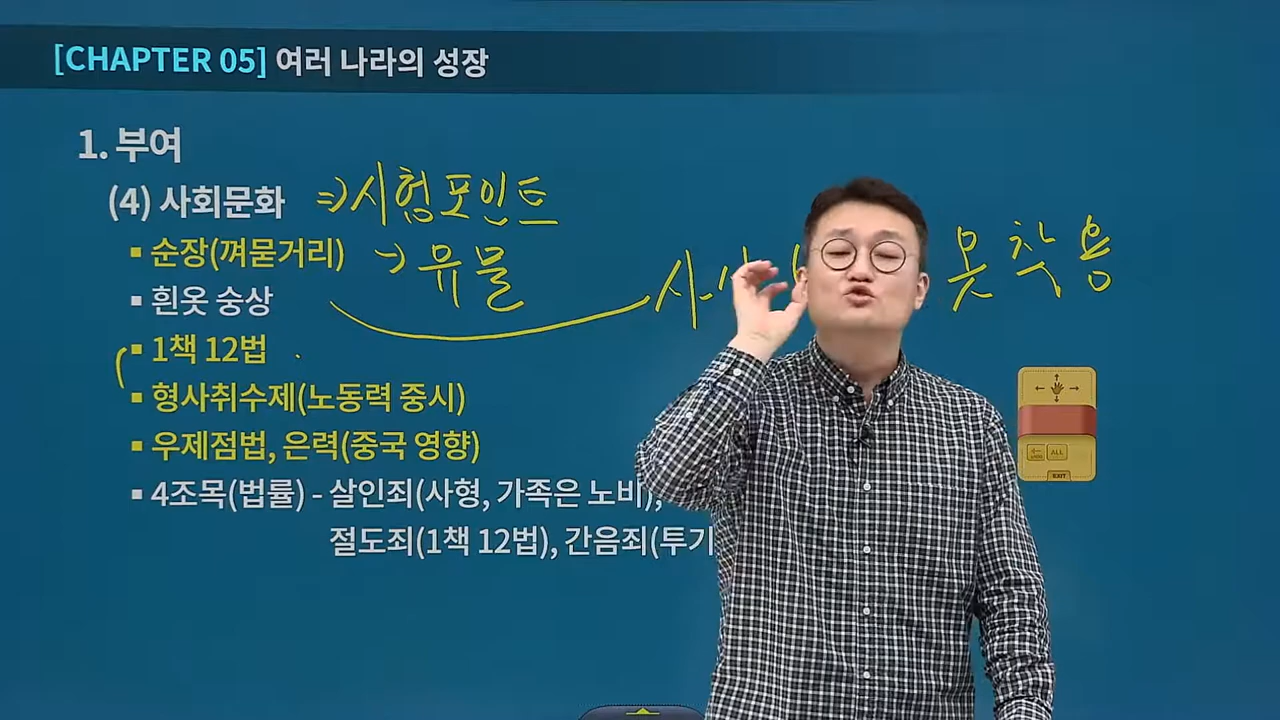 [CHAPTER 05] 여러 나라의 성장
1. 부여
(4) 사회문화 ⇒ 시험포인트
▪ 순장(껴묻거리) → 유물
못 착용
▪ 흰옷 숭상
▪ 1책 12법
▪ 형사취수제(노동력 중시)
▪ 우제점법, 은력(중국 영향)
▪ 4조목(법률) - 살인죄(사형, 가족은 노비),
절도죄(1책 12법), 간음죄(투기
ALL
EXIT